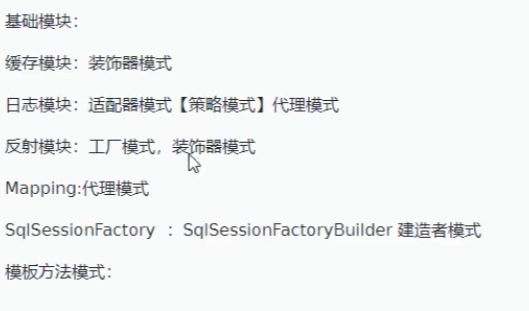 基础模块：
缓存模块：装饰器模式
日志模块：适配器模式【策略模式】代理模式
反射模块：工厂模式，装饰器模式
Mapping:代理模式
SqlSessionFactory ：SqlSessionFactoryBuilder 建造者模式
模板方法模式：